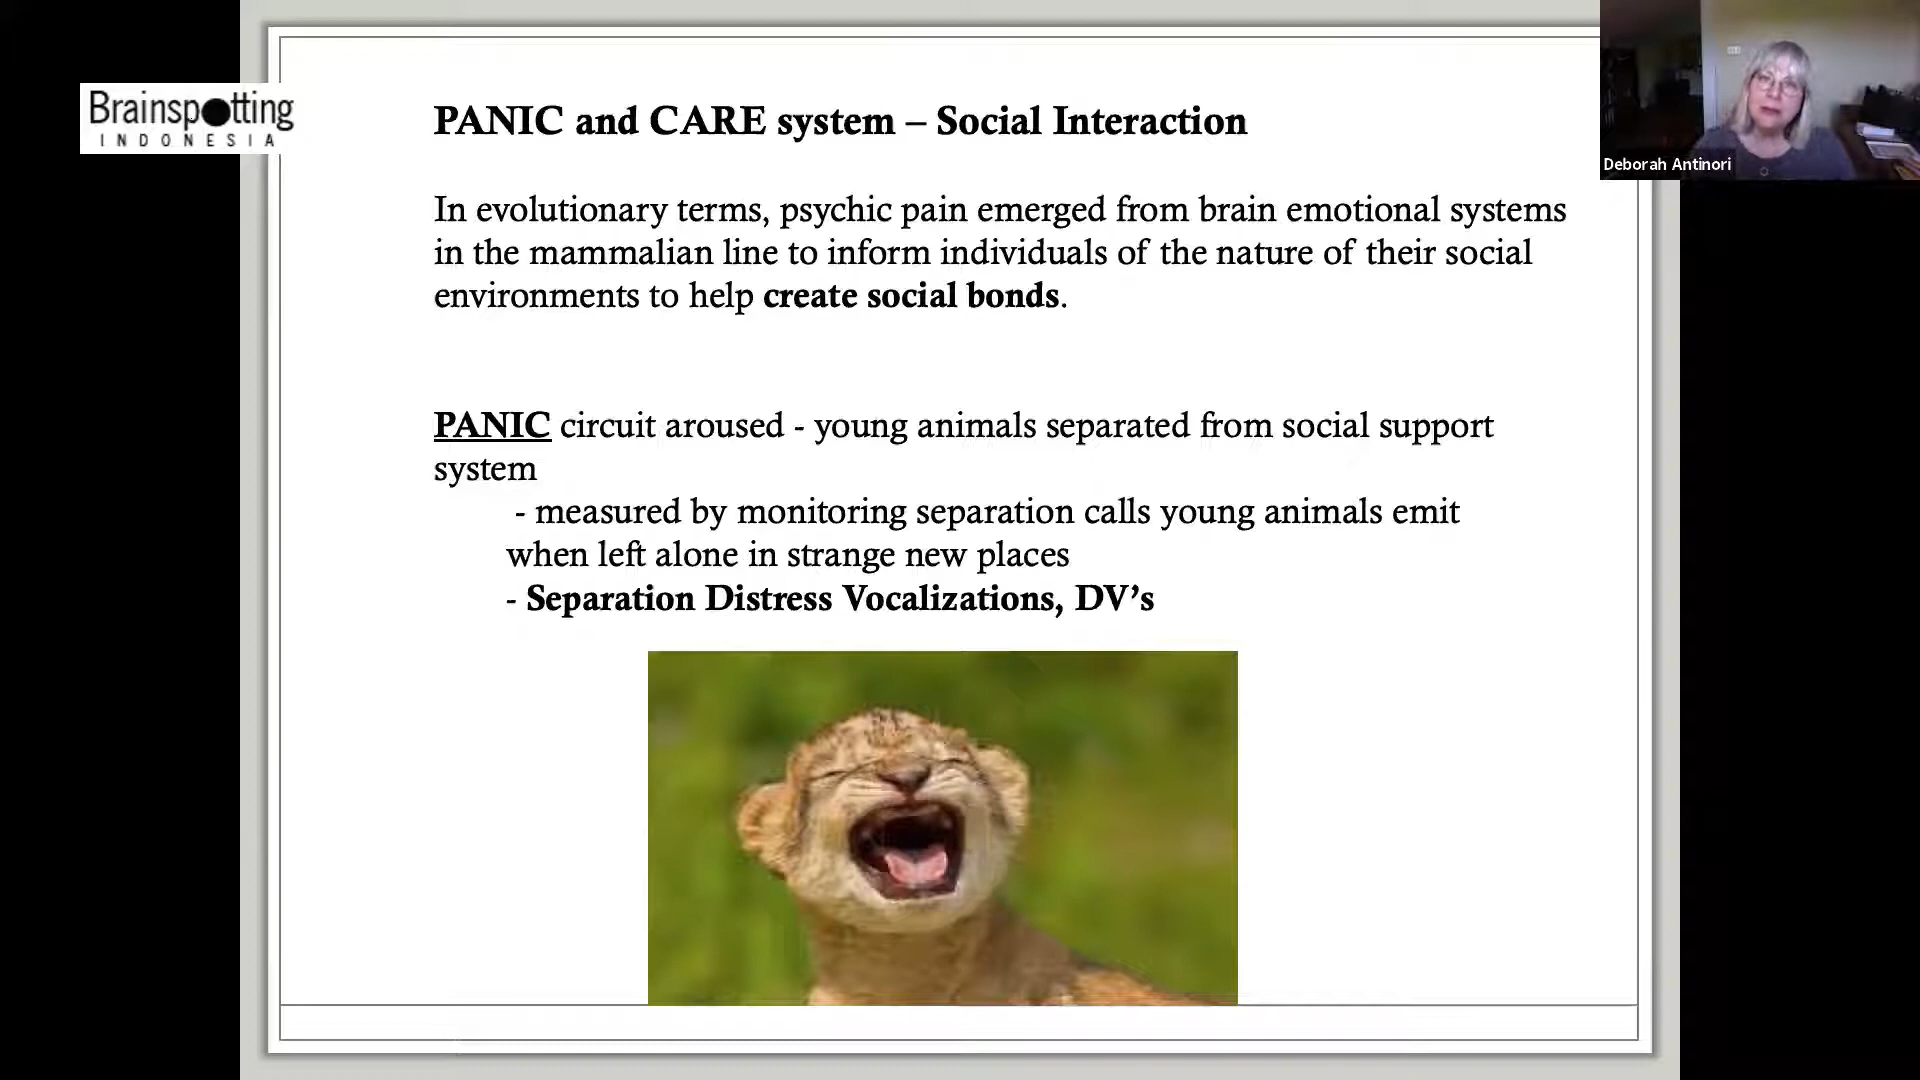 Brainspotting
INDONESIA
PANIC and CARE system – Social Interaction
In evolutionary terms, psychic pain emerged from brain emotional systems
in the mammalian line to inform individuals of the nature of their social
environments to help create social bonds.
PANIC circuit aroused - young animals separated from social support
system
- measured by monitoring separation calls young animals emit
when left alone in strange new places
- Separation Distress Vocalizations, DV’s
Deborah Antinori